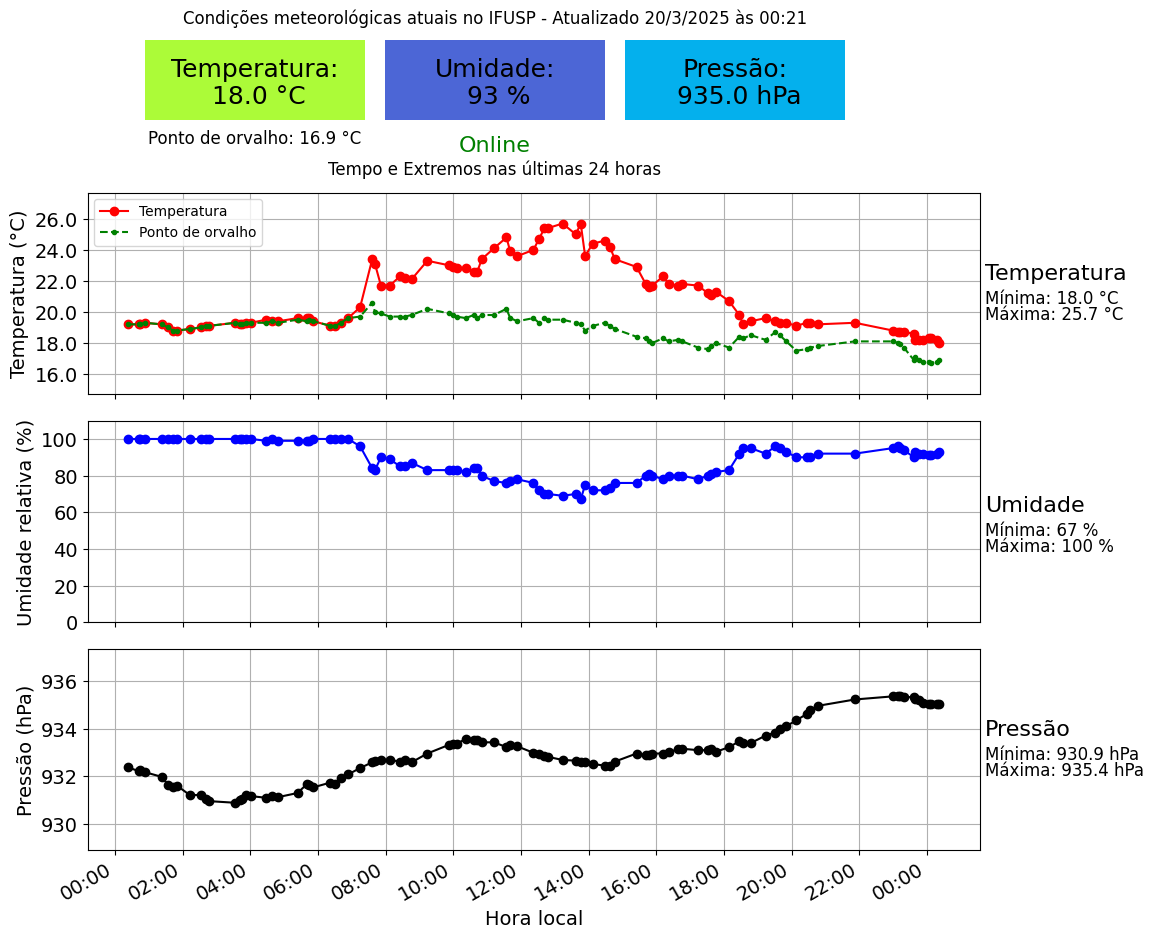 Condições meteorológicas atuais no IFUSP - Atualizado 20/3/2025 às 00:21
Temperatura:
18.0 °C
Umidade:
93 %
Pressão:
935.0 hPa
Ponto de orvalho: 16.9 °C
Online
Tempo e Extremos nas últimas 24 horas
Temperatura (°C)
26.0
24.0
22.0
20.0
18.0
16.0
Temperatura
Ponto de orvalho
Temperatura
Mínima: 18.0 °C
Máxima: 25.7 °C
Umidade relativa (%)
100
80
60
40
20
0
Umidade
Mínima: 67 %
Máxima: 100 %
Pressão (hPa)
936
934
932
930
Pressão
Mínima: 930.9 hPa
Máxima: 935.4 hPa
00:00 02:00 04:00 06:00 08:00 10:00 12:00 14:00 16:00 18:00 20:00 22:00 00:00
Hora local